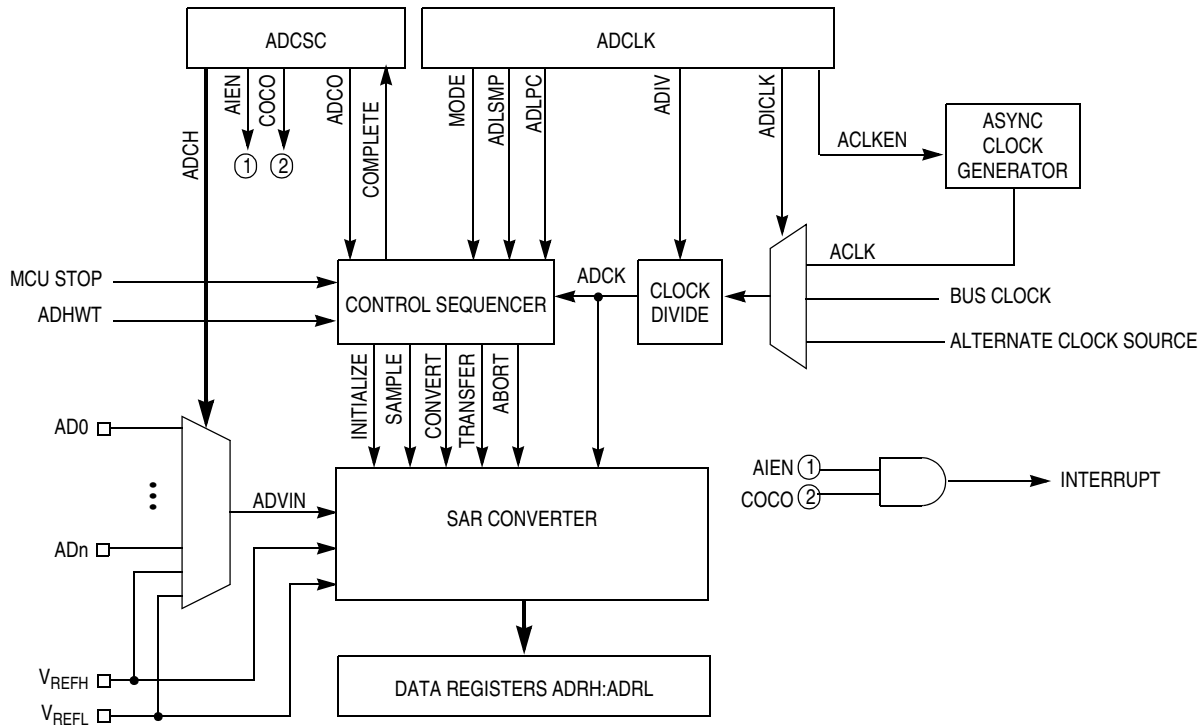 ADCSC
ADCLK
ADCH
AIEN
COCO
ADCO
COMPLETE
MODE
ADLSMP
ADLPC
ADIV
ADICLK
ACLKEN
ASYNC
CLOCK
GENERATOR
1
2
MCU STOP
ADHWT
CONTROL SEQUENCER
ADCK
CLOCK
DIVIDE
ACLK
BUS CLOCK
ALTERNATE CLOCK SOURCE
INITIALIZE
SAMPLE
CONVERT
TRANSFER
ABORT
AD0
•••
ADn
ADVIN
SAR CONVERTER
AIEN 1
COCO 2
INTERRUPT
VREFH
VREFL
DATA REGISTERS ADRH:ADRL